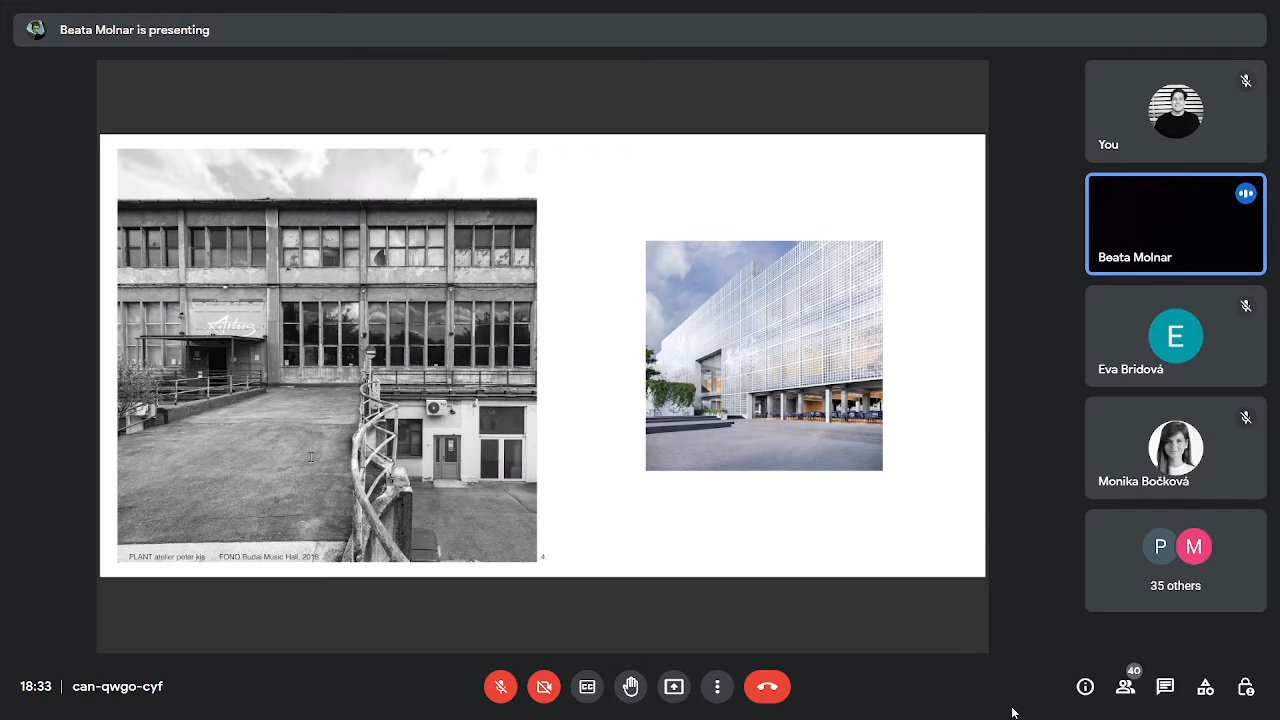 Beata Molnar is presenting
You
Beata Molnar
E
Eva Bridová
Monika Bočková
P M
35 others
PLANT atelier peter kis ... FONO Budai Music Hall, 2016
4.
18:33 | can-qwgo-cyf
40